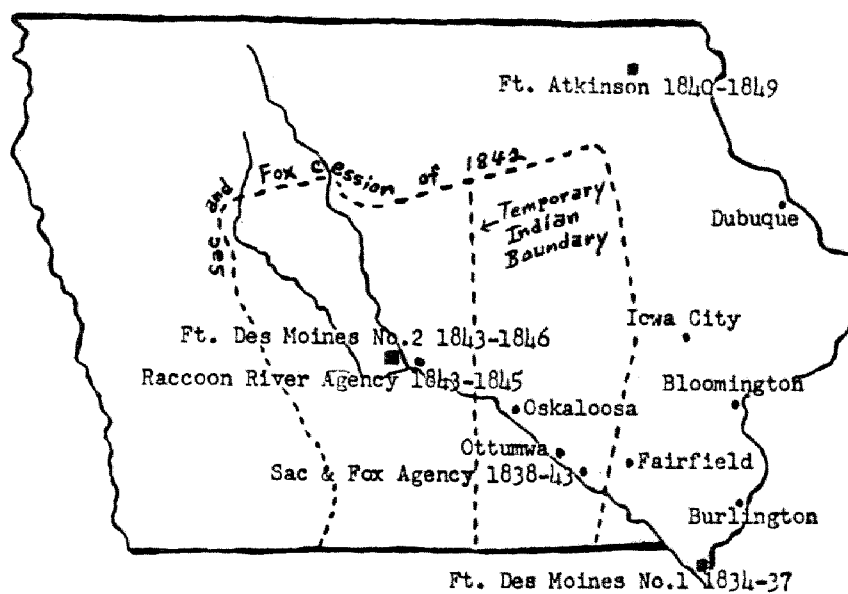 Ft. Atkinson 1840-1849
Sac and Fox cession of 1842
←Temporary
Indian
Boundary
Dubuque
Iowa City
Ft. Des Moines No.2 1843-1846
Raccoon River Agency 1843-1845
Bloomington
Oskaloosa
Ottumwa
Fairfield
Sac & Fox Agency 1838-43
Burlington
Ft. Des Moines No.1 1834-37